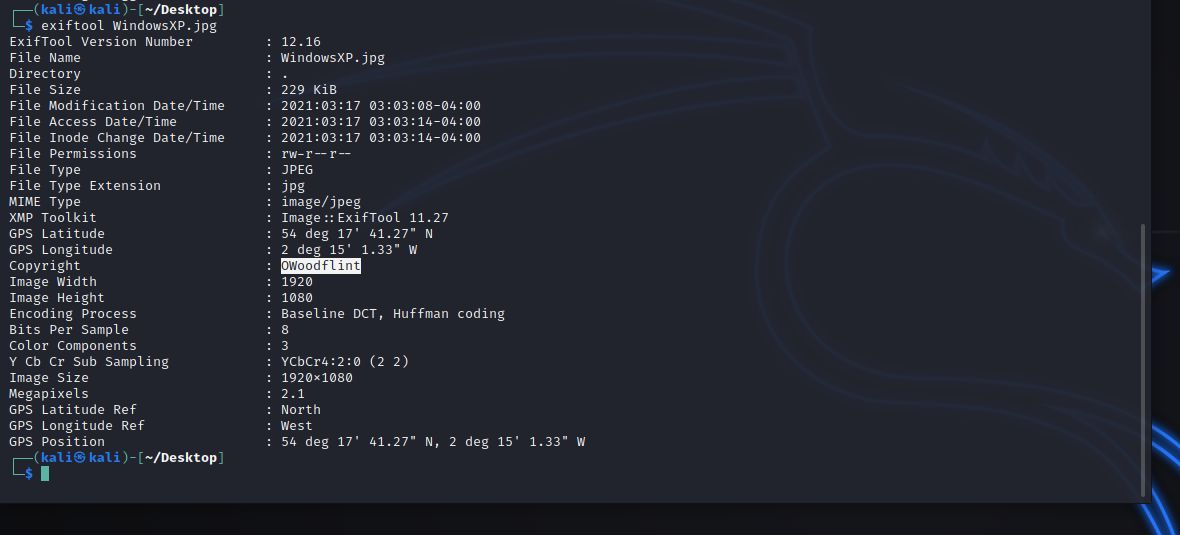 ┌──(kali㉿kali)-[~/Desktop]
└─$ exiftool WindowsXP.jpg
ExifTool Version Number         : 12.16
File Name                       : WindowsXP.jpg
Directory                       : .
File Size                       : 229 KiB
File Modification Date/Time     : 2021:03:17 03:03:08-04:00
File Access Date/Time           : 2021:03:17 03:03:14-04:00
File Inode Change Date/Time     : 2021:03:17 03:03:14-04:00
File Permissions                : rw-r--r--
File Type                       : JPEG
File Type Extension             : jpg
MIME Type                       : image/jpeg
XMP Toolkit                     : Image::ExifTool 11.27
GPS Latitude                    : 54 deg 17' 41.27" N
GPS Longitude                   : 2 deg 15' 1.33" W
Copyright                       : OWoodflint
Image Width                     : 1920
Image Height                    : 1080
Encoding Process                : Baseline DCT, Huffman coding
Bits Per Sample                 : 8
Color Components                : 3
Y Cb Cr Sub Sampling            : YCbCr4:2:0 (2 2)
Image Size                      : 1920×1080
Megapixels                      : 2.1
GPS Latitude Ref                : North
GPS Longitude Ref               : West
GPS Position                    : 54 deg 17' 41.27" N, 2 deg 15' 1.33" W
┌──(kali㉿kali)-[~/Desktop]
└─$